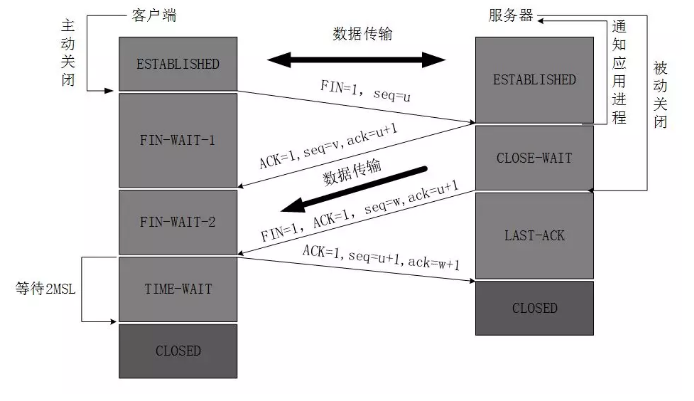 客户端
服务器
主动关闭
数据传输
通知应用进程
被动关闭
ESTABLISHED
ESTABLISHED
FIN=1, seq=u
FIN-WAIT-1
ACK=1,seq=v,ack=u+1
CLOSE-WAIT
数据传输
FIN-WAIT-2
FIN=1, ACK=1, seq=w,ack=u+1
LAST-ACK
ACK=1,seq=u+1,ack=w+1
等待2MSL
TIME-WAIT
CLOSED
CLOSED